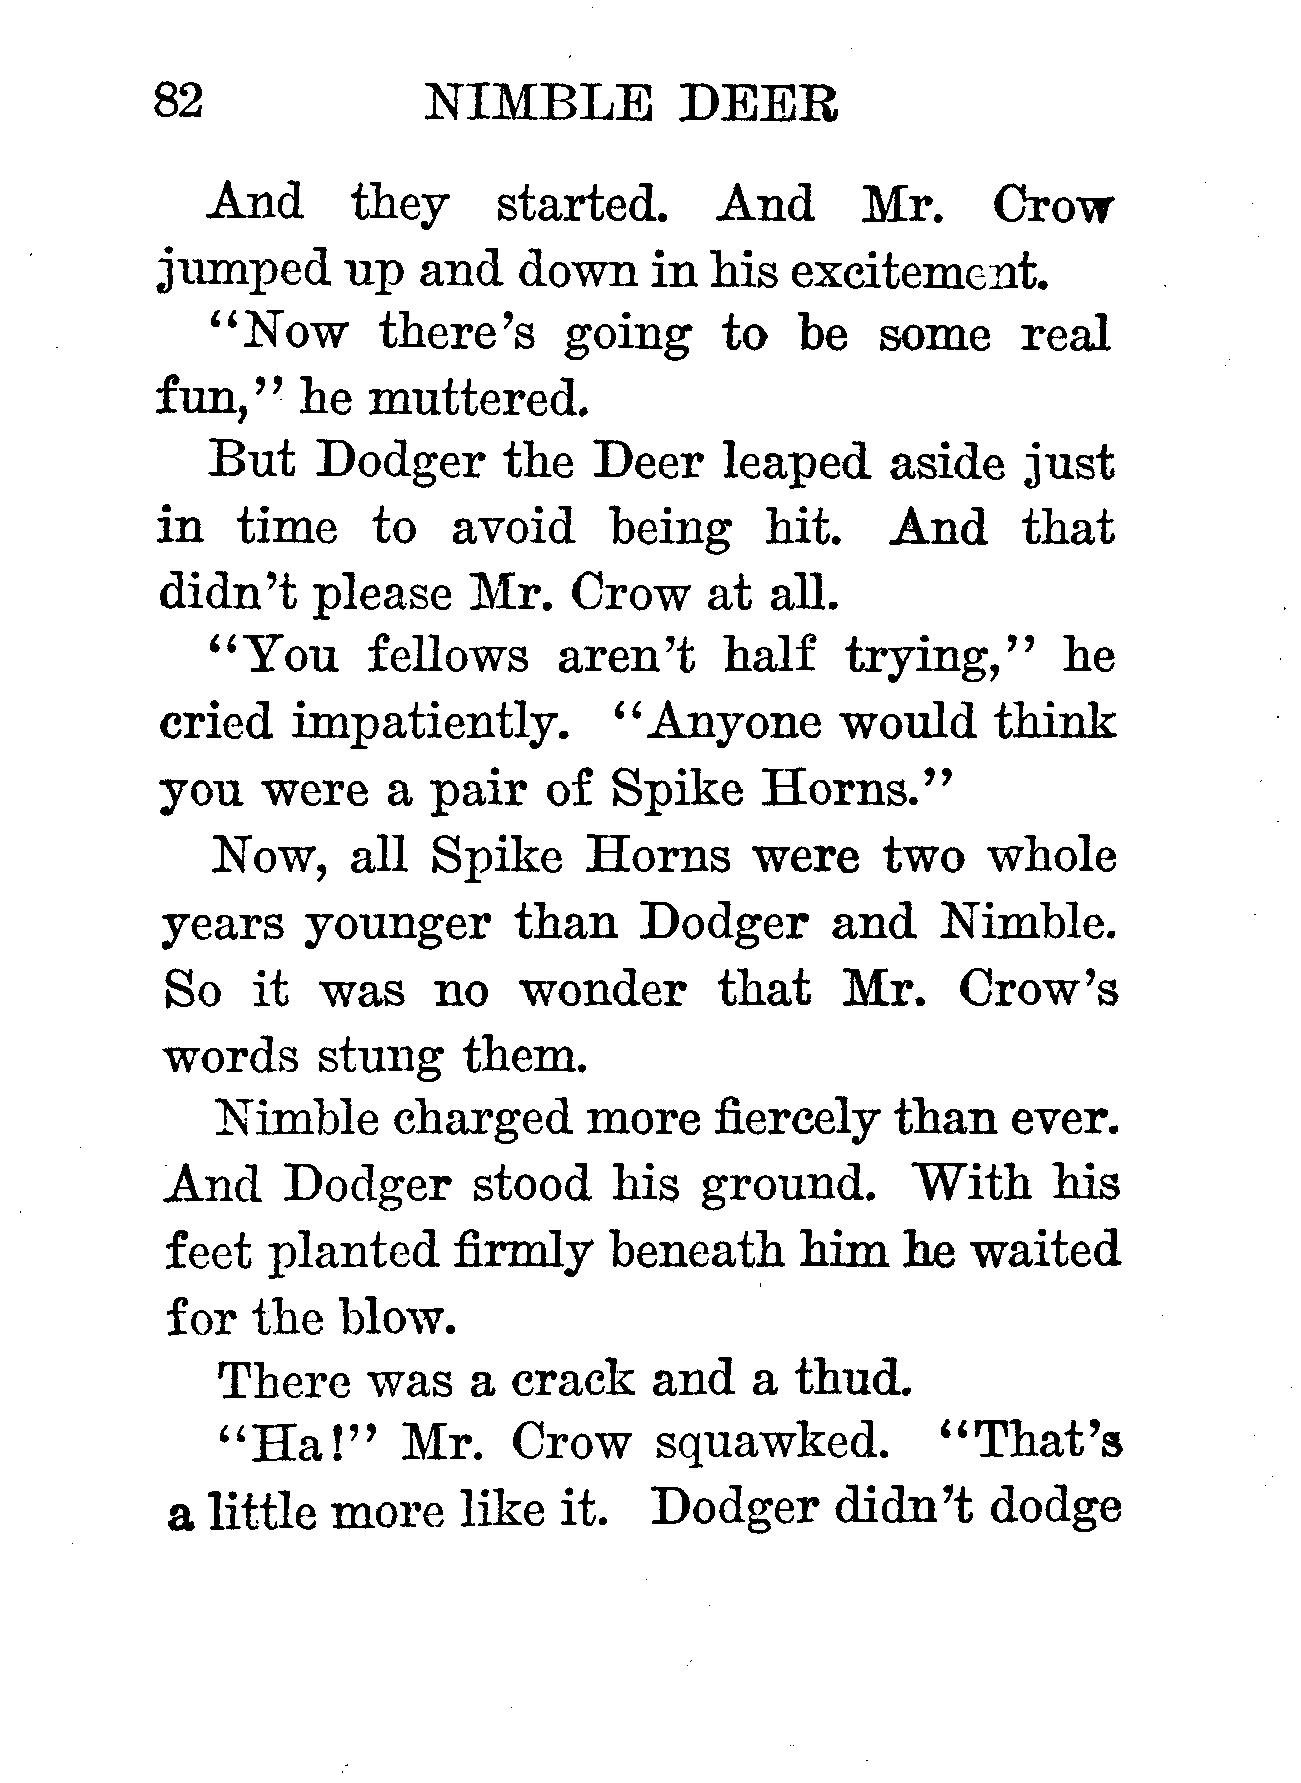 82 NIMBLE DEER
And they started. And Mr. Crow
jumped up and down in his excitement.
"Now there's going to be some real
fun," he muttered.
But Dodger the Deer leaped aside just
in time to avoid being hit. And that
didn't please Mr. Crow at all.
"You fellows aren't half trying," he
cried impatiently. "Anyone would think
you were a pair of Spike Horns."
Now, all Spike Horns were two whole
years younger than Dodger and Nimble.
So it was no wonder that Mr. Crow's
words stung them.
Nimble charged more fiercely than ever.
And Dodger stood his ground. With his
feet planted firmly beneath him he waited
for the blow.
There was a crack and a thud.
"Ha!" Mr. Crow squawked. "That's
a little more like it. Dodger didn't dodge